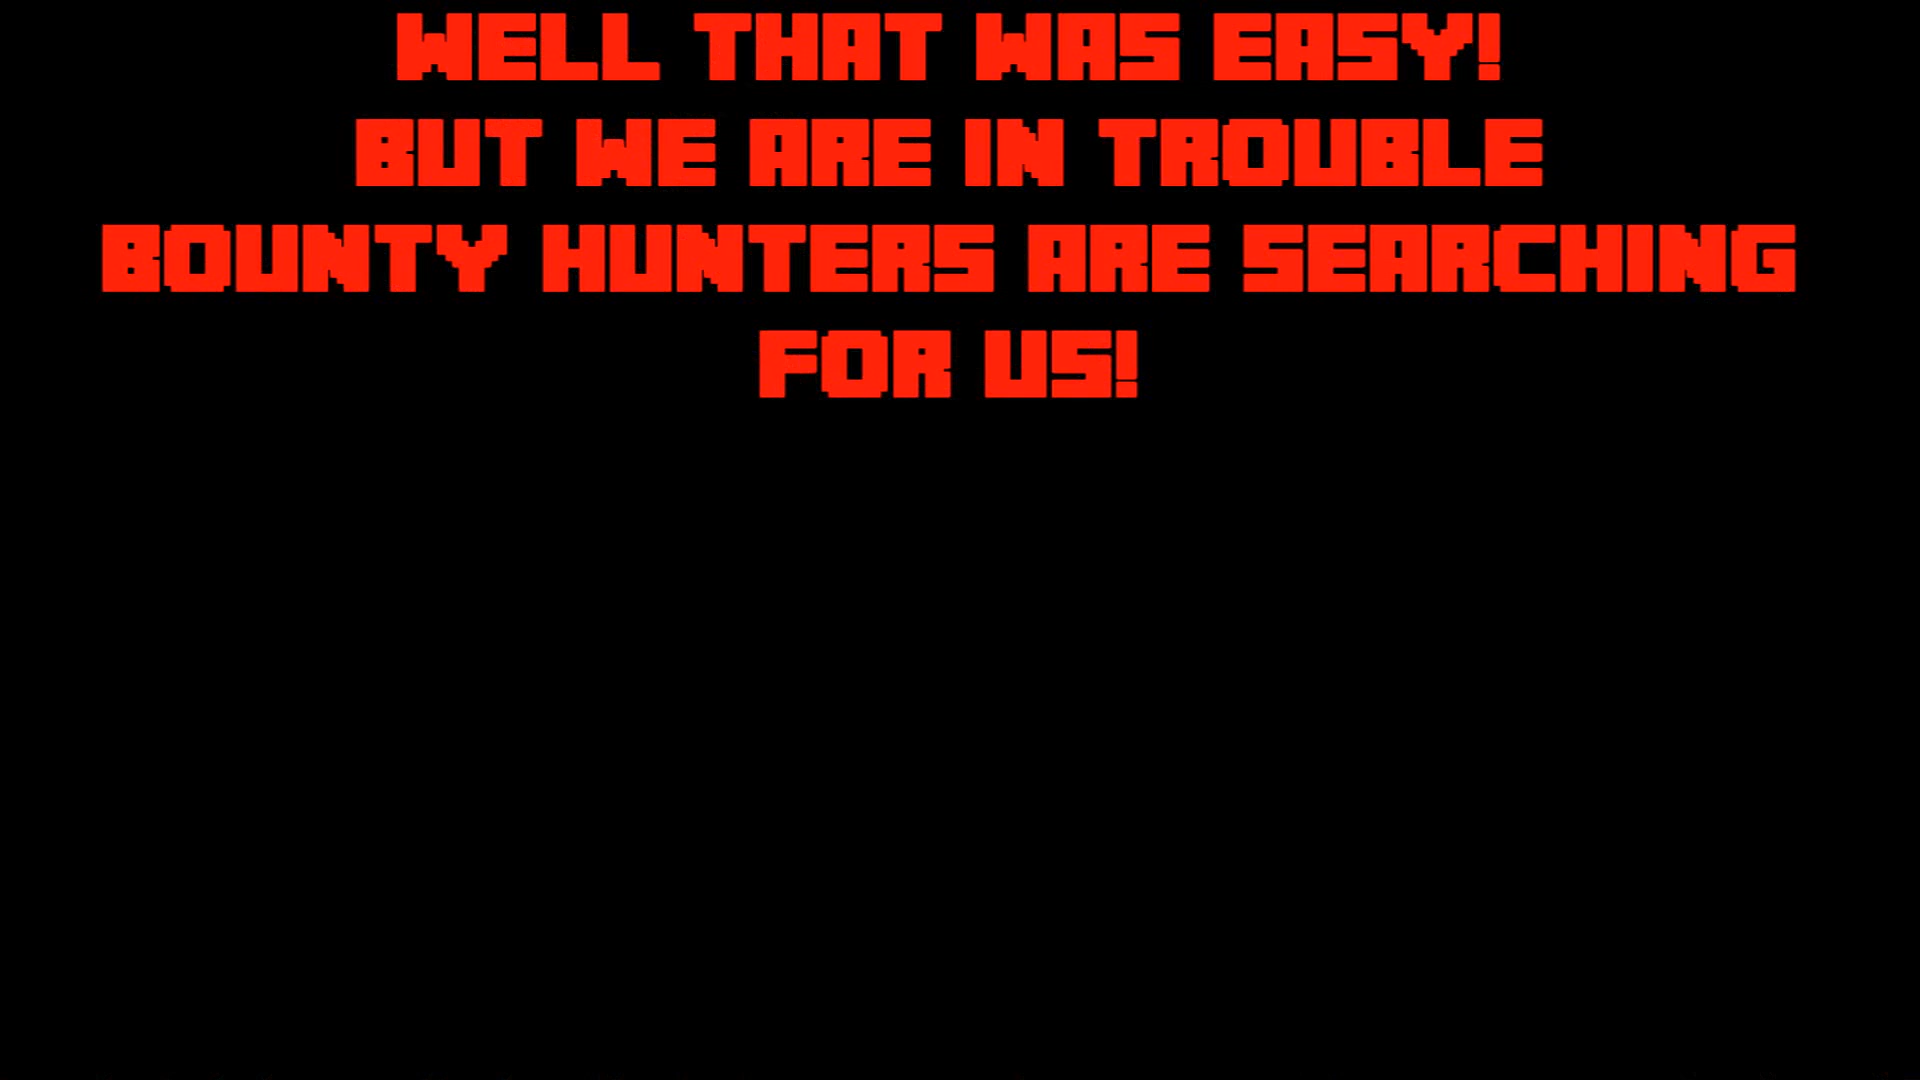 WELL THAT WAS EASY!
BUT WE ARE IN TROUBLE
BOUNTY HUNTERS ARE SEARCHING
FOR US!